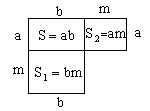 b m
a S = ab S₂=am a
m S₁ = bm
b